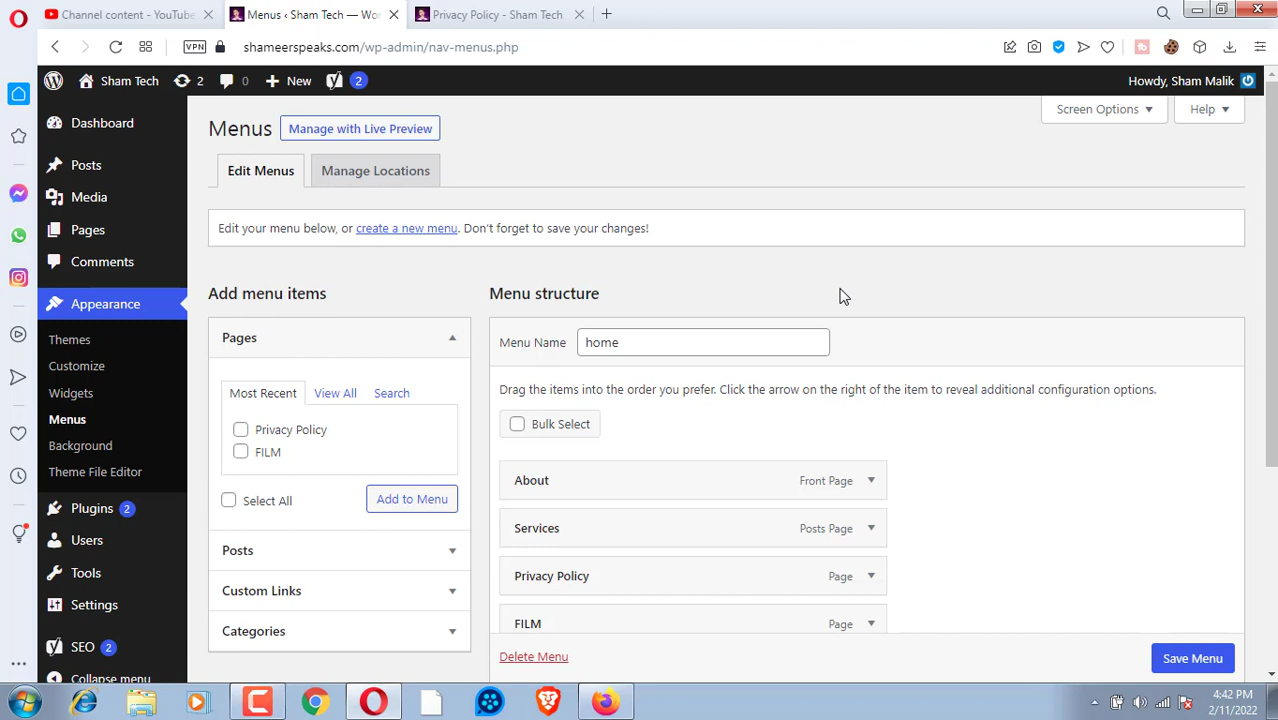 Channel content - YouTube
Menus ‹ Sham Tech — Wor
Privacy Policy - Sham Tech
VPN
shameerspeaks.com/wp-admin/nav-menus.php
Sham Tech
2
0
New
2
Howdy, Sham Malik
Dashboard
Posts
Media
Pages
Comments
Appearance
Themes
Customize
Widgets
Menus
Background
Theme File Editor
Plugins 2
Users
Tools
Settings
SEO 2
Collapse menu
Screen Options
Help
Menus
Manage with Live Preview
Edit Menus
Manage Locations
Edit your menu below, or create a new menu. Don't forget to save your changes!
Add menu items
Pages
Most Recent
View All
Search
Privacy Policy
FILM
Select All
Add to Menu
Posts
Custom Links
Categories
Menu structure
Menu Name
home
Drag the items into the order you prefer. Click the arrow on the right of the item to reveal additional configuration options.
Bulk Select
About
Front Page
Services
Posts Page
Privacy Policy
Page
FILM
Page
Delete Menu
Save Menu
4:42 PM
2/11/2022